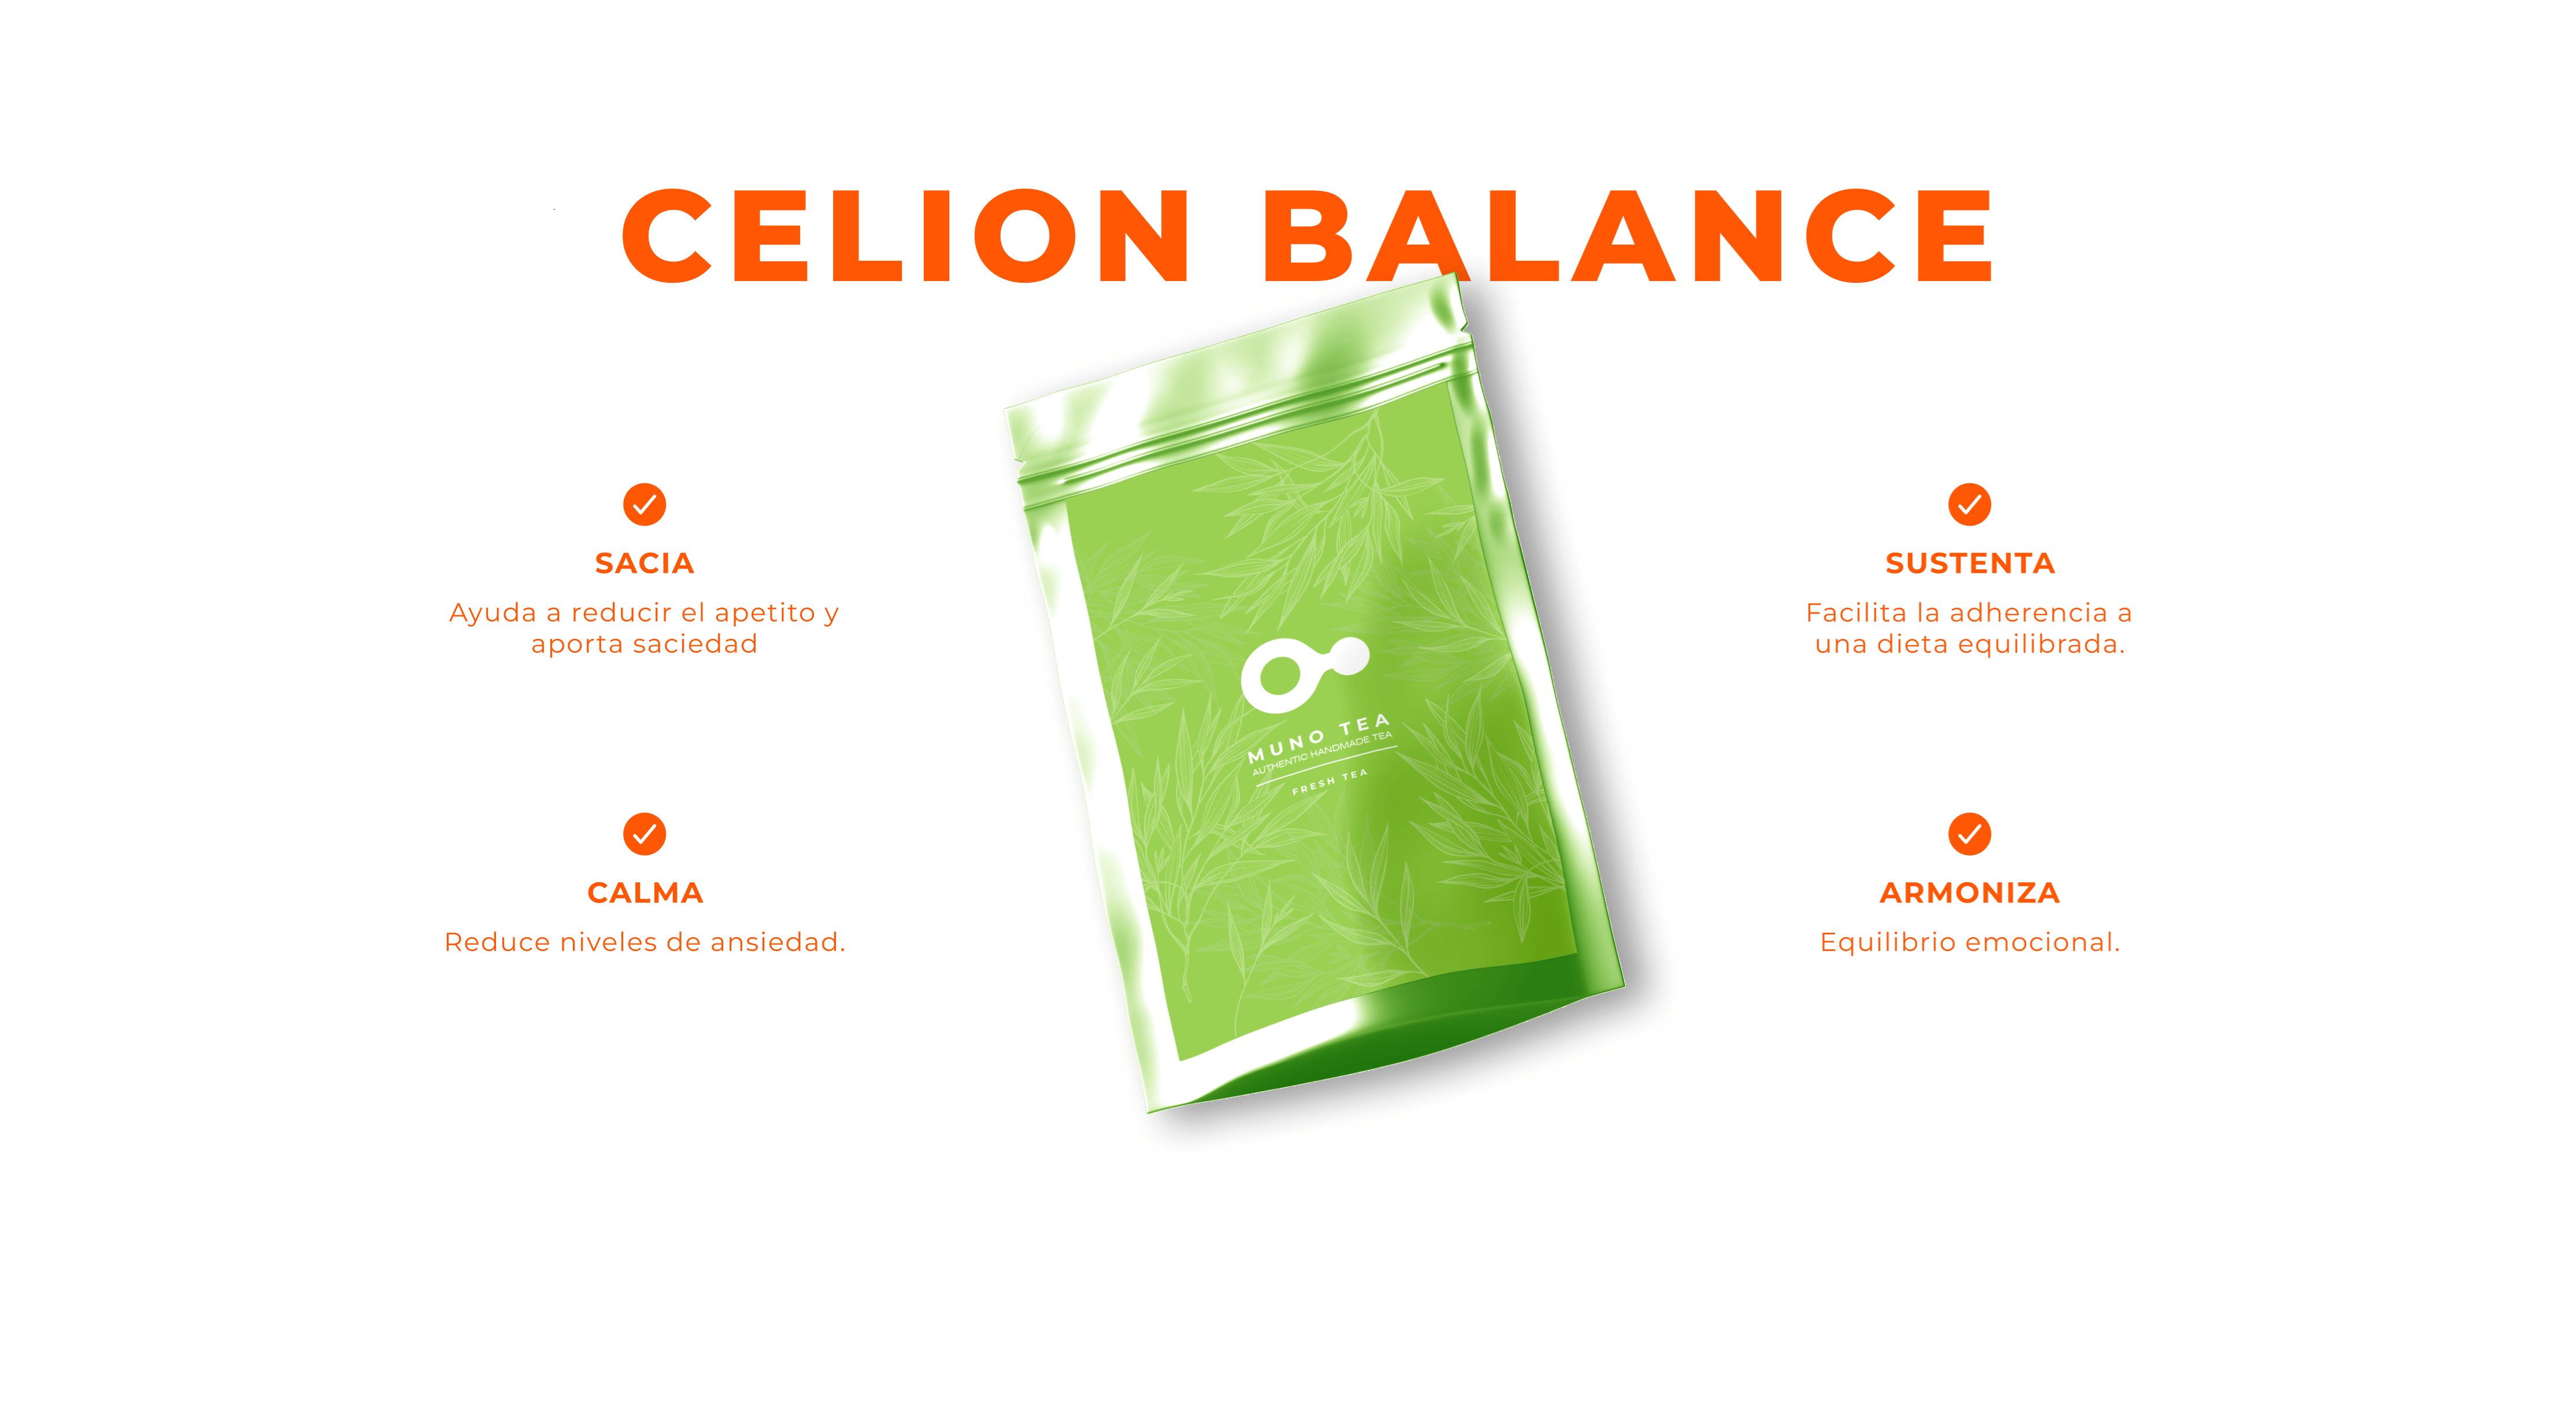 CELION BALANCE
SACIA
Ayuda a reducir el apetito y
aporta saciedad
CALMA
Reduce niveles de ansiedad.
MUNO TEA
AUTHENTIC HANDMADE TEA
FRESH TEA
SUSTENTA
Facilita la adherencia a
una dieta equilibrada.
ARMONIZA
Equilibrio emocional.